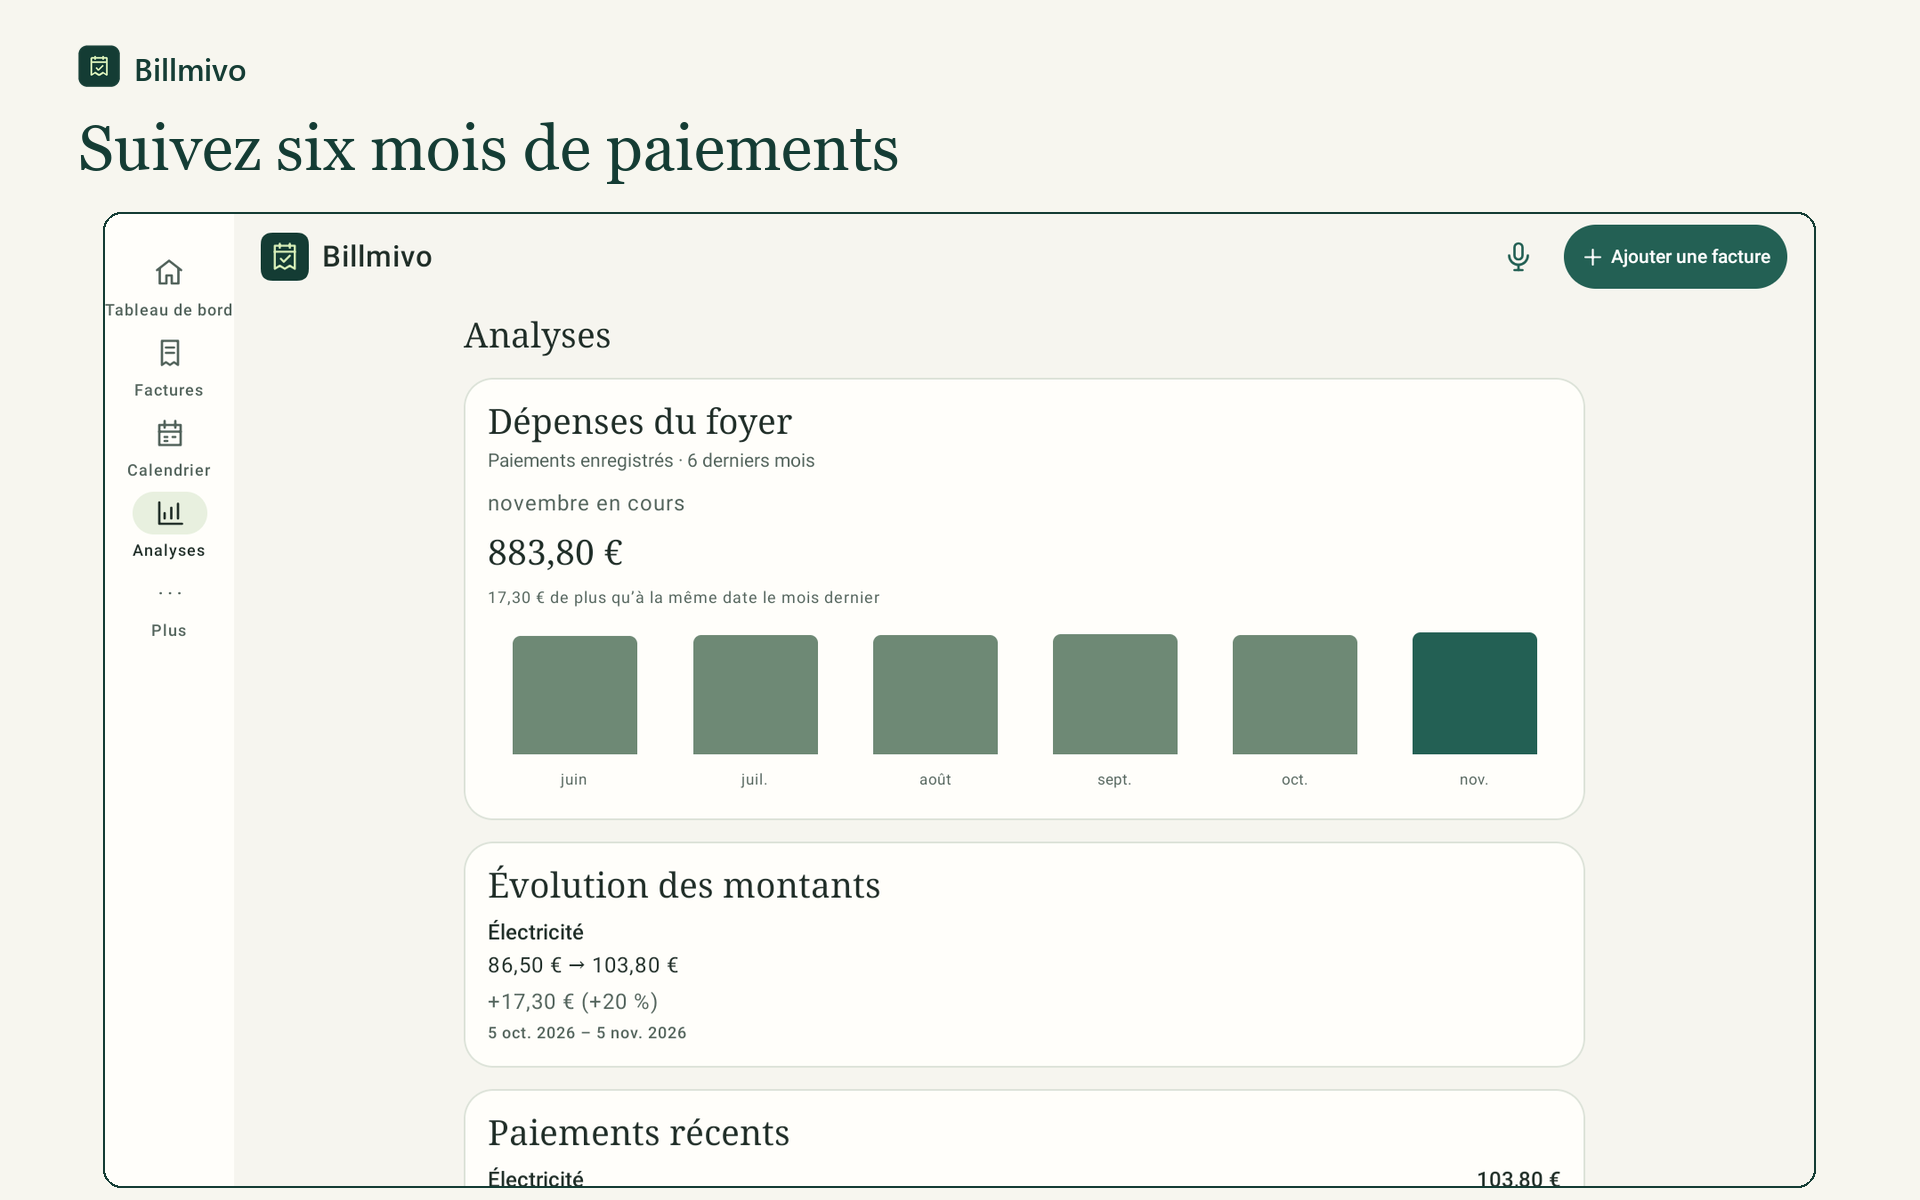 Billmivo
Suivez six mois de paiements
Tableau de bord
Factures
Calendrier
Analyses
Plus
Billmivo
Ajouter une facture
Analyses
Dépenses du foyer
Paiements enregistrés · 6 derniers mois
novembre en cours
883,80 €
17,30 € de plus qu’à la même date le mois dernier
juin juil. août sept. oct. nov.
Évolution des montants
Électricité
86,50 € → 103,80 €
+17,30 € (+20 %)
5 oct. 2026 – 5 nov. 2026
Paiements récents
Électricité 103,80 €